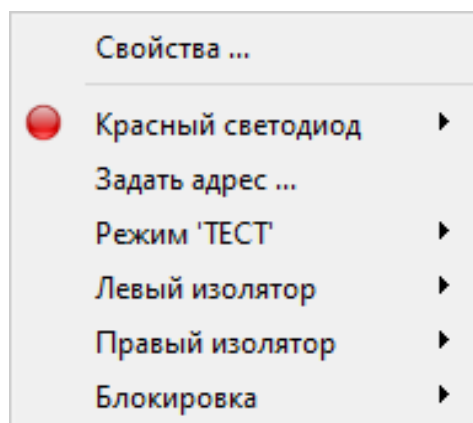 Свойства ...
Красный светодиод
Задать адрес ...
Режим 'ТЕСТ'
Левый изолятор
Правый изолятор
Блокировка